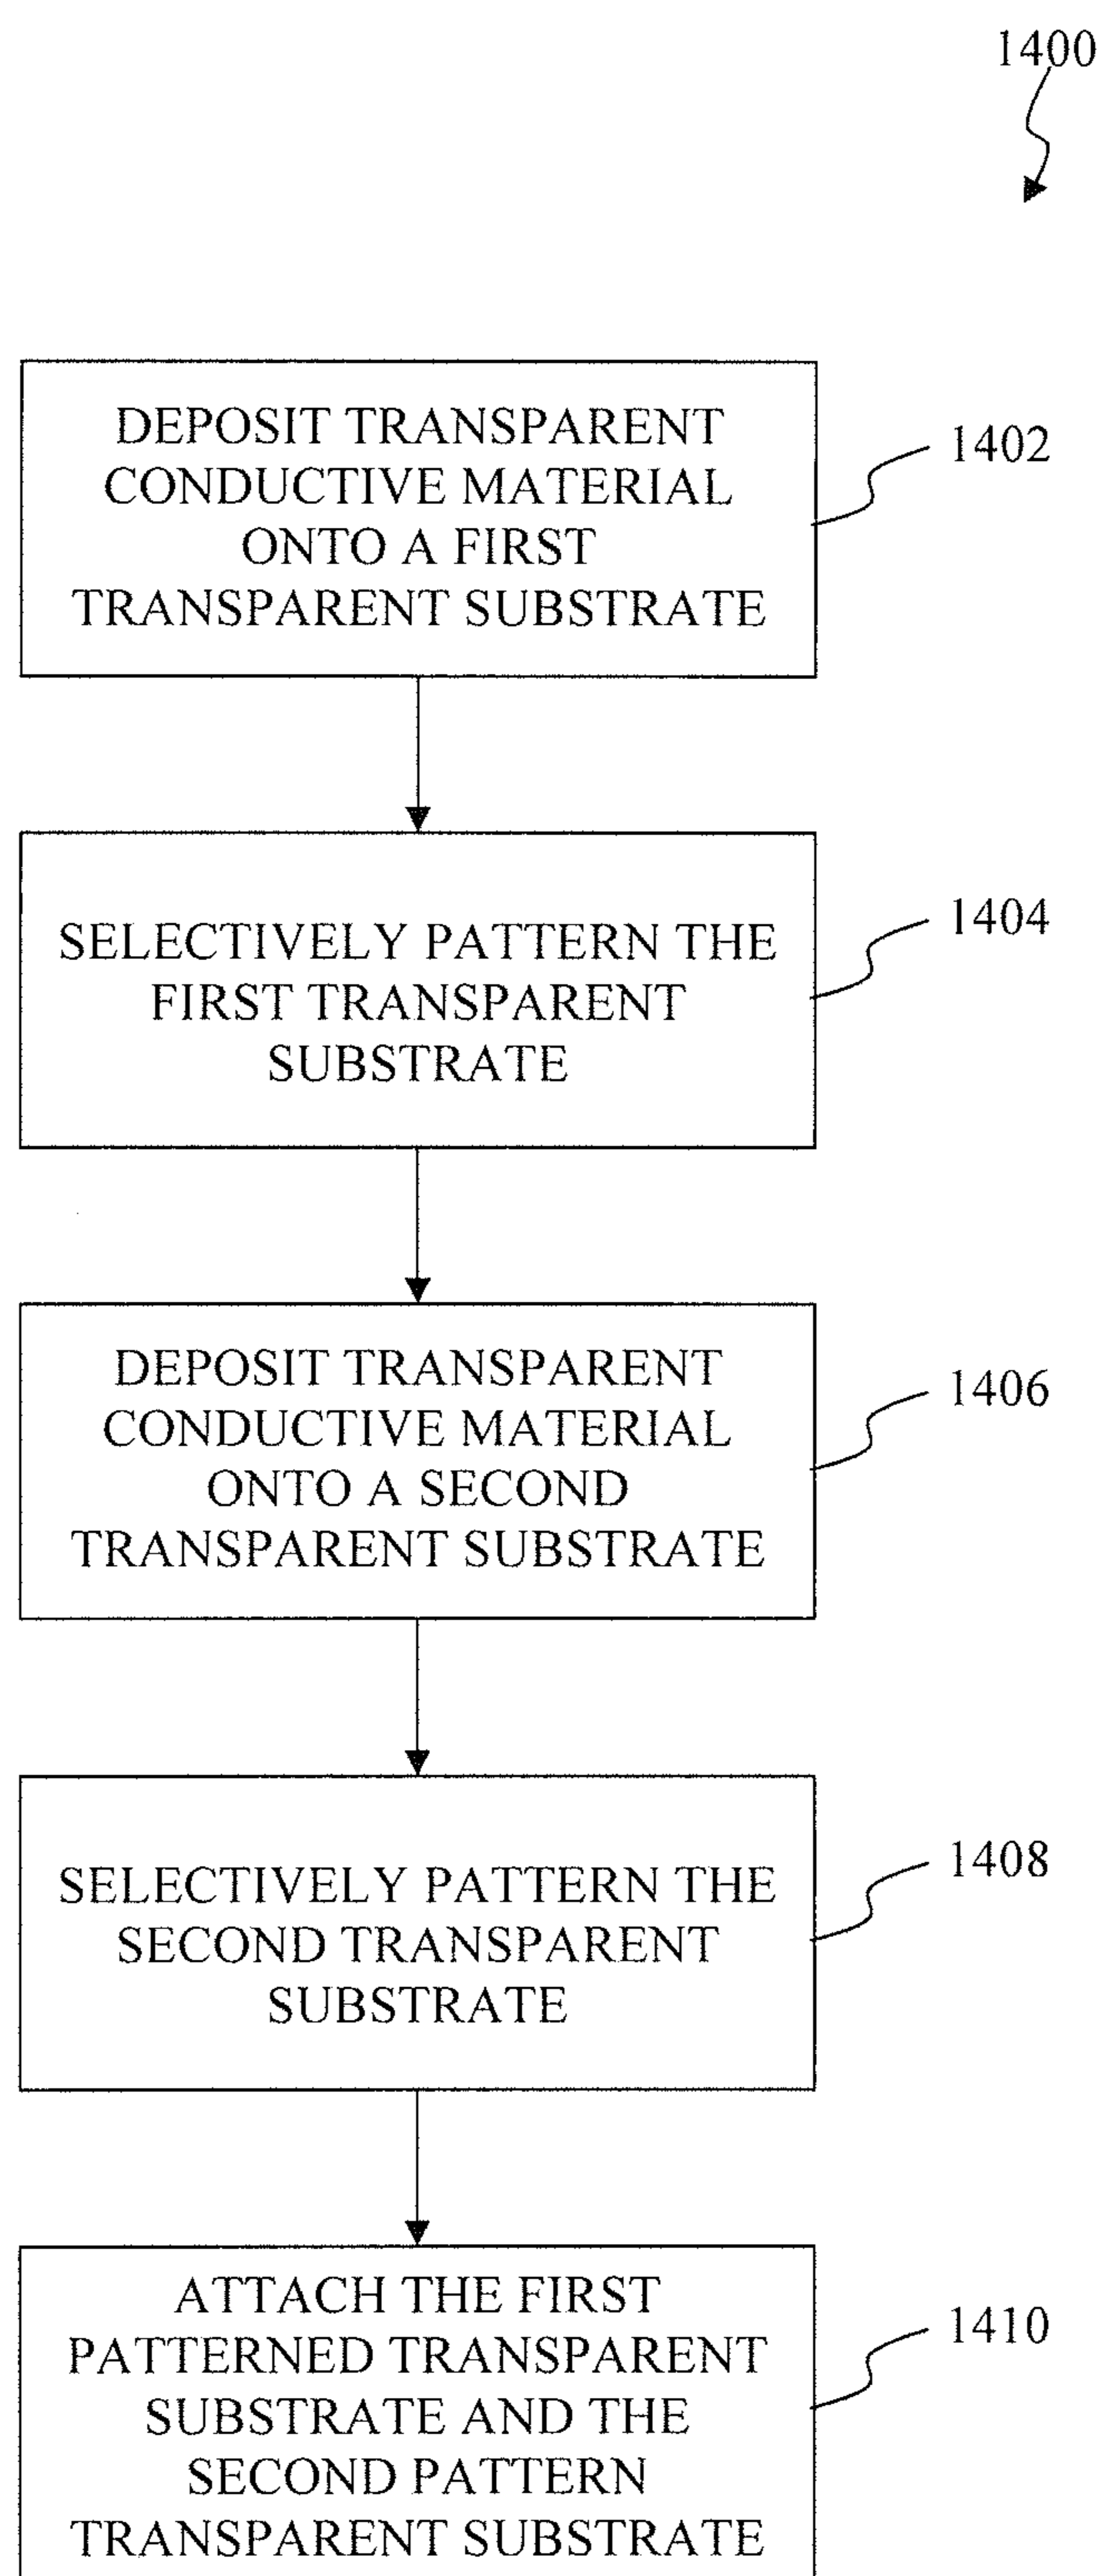 1400
DEPOSIT TRANSPARENT
CONDUCTIVE MATERIAL
ONTO A FIRST
TRANSPARENT SUBSTRATE
1402
SELECTIVELY PATTERN THE
FIRST TRANSPARENT
SUBSTRATE
1404
DEPOSIT TRANSPARENT
CONDUCTIVE MATERIAL
ONTO A SECOND
TRANSPARENT SUBSTRATE
1406
SELECTIVELY PATTERN THE
SECOND TRANSPARENT
SUBSTRATE
1408
ATTACH THE FIRST
PATTERNED TRANSPARENT
SUBSTRATE AND THE
SECOND PATTERN
TRANSPARENT SUBSTRATE
1410